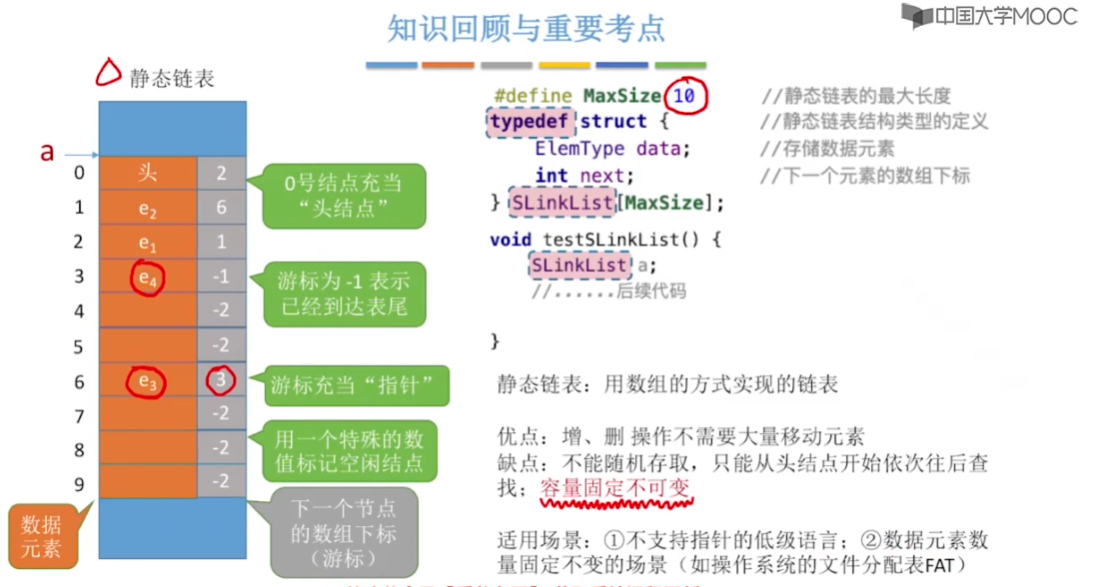 中国大学MOOC
知识回顾与重要考点
静态链表
a
0 头 2
1 e₂ 6
2 e₁ 1
3 e₄ -1
4 -2
5 -2
6 e₃ 3
7 -2
8 -2
9 -2
0号结点充当
“头结点”
游标为 -1 表示
已经到达表尾
游标充当“指针”
用一个特殊的数
值标记空闲结点
下一个节点
的数组下标
（游标）
数据
元素
#define MaxSize 10 //静态链表的最大长度
typedef struct { //静态链表结构类型的定义
ElemType data; //存储数据元素
int next; //下一个元素的数组下标
} SLinkList[MaxSize];
void testSLinkList() {
SLinkList a;
//......后续代码
}
静态链表：用数组的方式实现的链表
优点：增、删 操作不需要大量移动元素
缺点：不能随机存取，只能从头结点开始依次往后查
找；容量固定不可变
适用场景：①不支持指针的低级语言；②数据元素数
量固定不变的场景（如操作系统的文件分配表FAT）